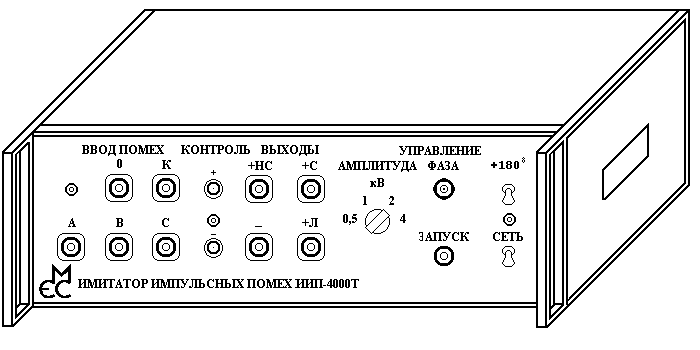 ВВОД ПОМЕХ КОНТРОЛЬ ВЫХОДЫ УПРАВЛЕНИЕ
0 К + +НС +С АМПЛИТУДА ФАЗА +180°
кВ
1 2
А В С – _ +Л 0,5 4 ЗАПУСК СЕТЬ
ЭМС ИМИТАТОР ИМПУЛЬСНЫХ ПОМЕХ ИИП-4000Т